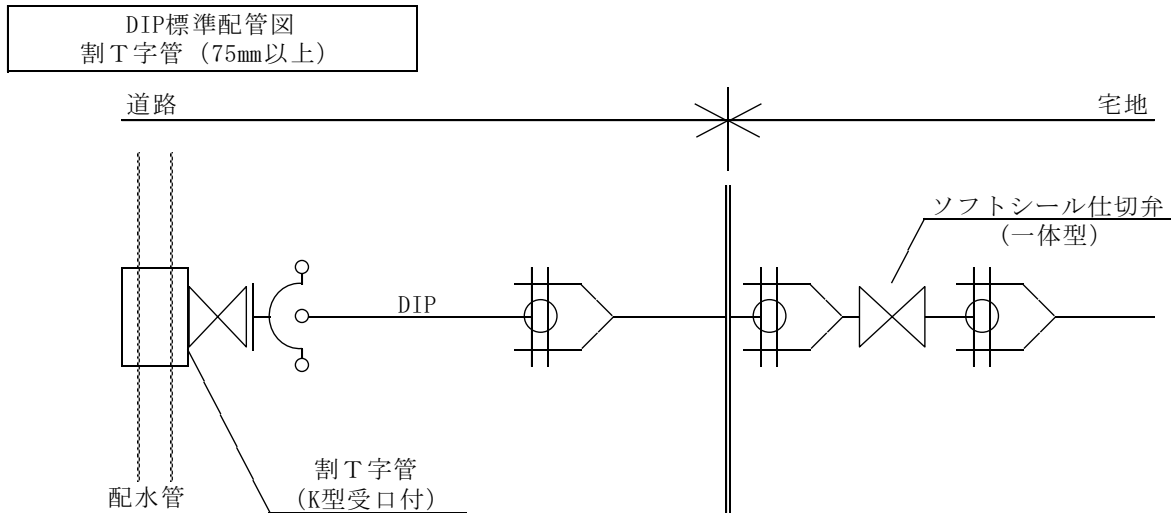 DIP標準配管図
割T字管（75mm以上）
道路
宅地
ソフトシール仕切弁
(一体型)
DIP
割T字管
(K型受口付)
配水管